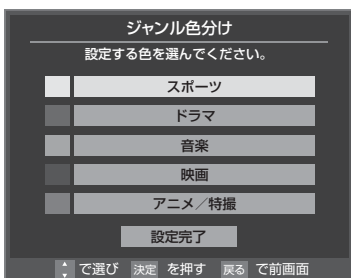 ジャンル色分け
設定する色を選んでください。
スポーツ
ドラマ
音楽
映画
アニメ／特撮
設定完了
で選び 決定 を押す 戻る で前画面